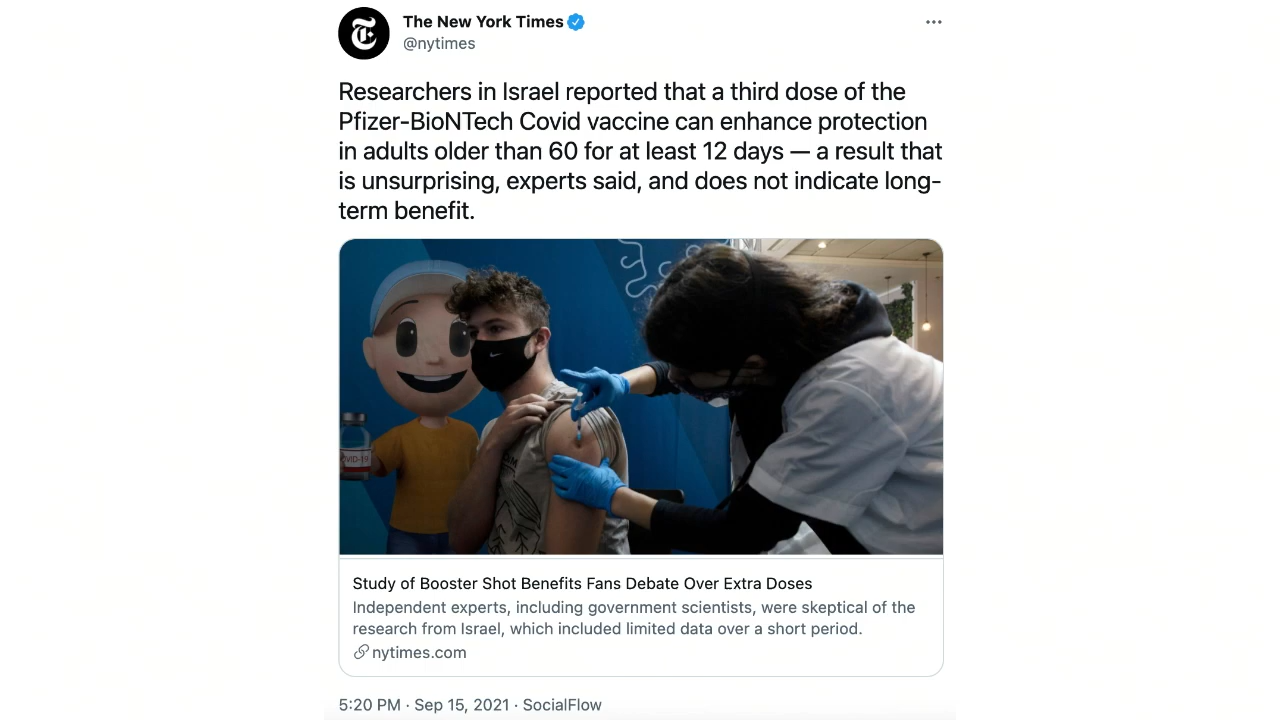 The New York Times
@nytimes
Researchers in Israel reported that a third dose of the
Pfizer-BioNTech Covid vaccine can enhance protection
in adults older than 60 for at least 12 days — a result that
is unsurprising, experts said, and does not indicate long-
term benefit.
OVID-19
Study of Booster Shot Benefits Fans Debate Over Extra Doses
Independent experts, including government scientists, were skeptical of the
research from Israel, which included limited data over a short period.
nytimes.com
5:20 PM · Sep 15, 2021 · SocialFlow